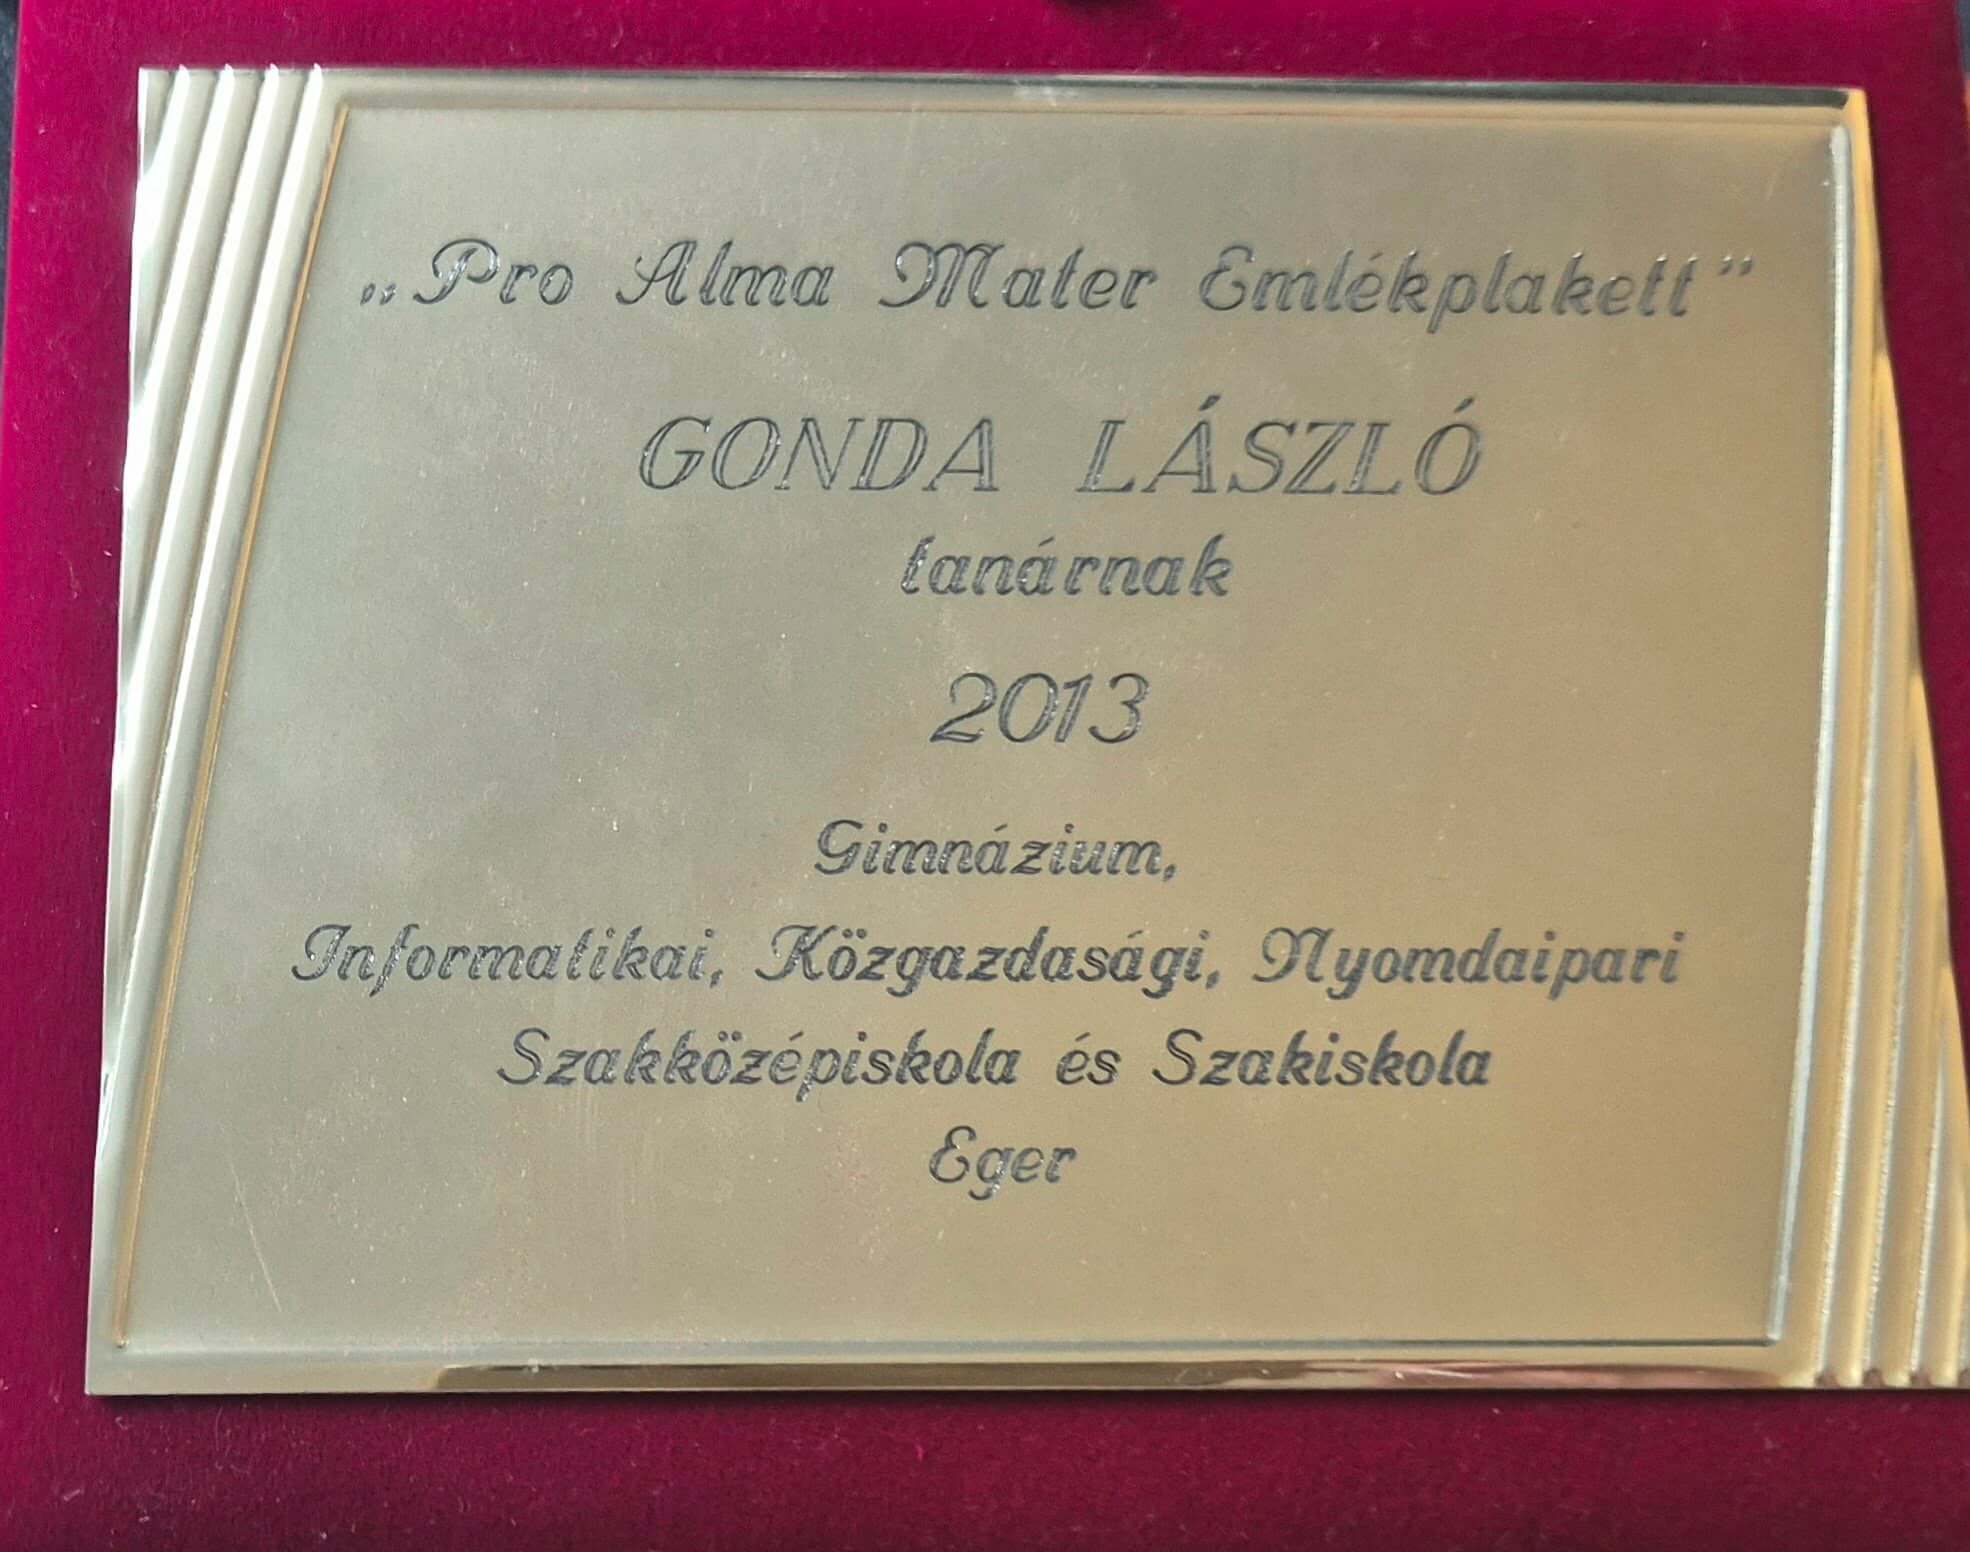 „Pro Alma Mater Emlékplakett”
GONDA LÁSZLÓ
tanárnak
2013
Gimnázium,
Informatikai, Közgazdasági, Nyomdaipari
Szakközépiskola és Szakiskola
Eger